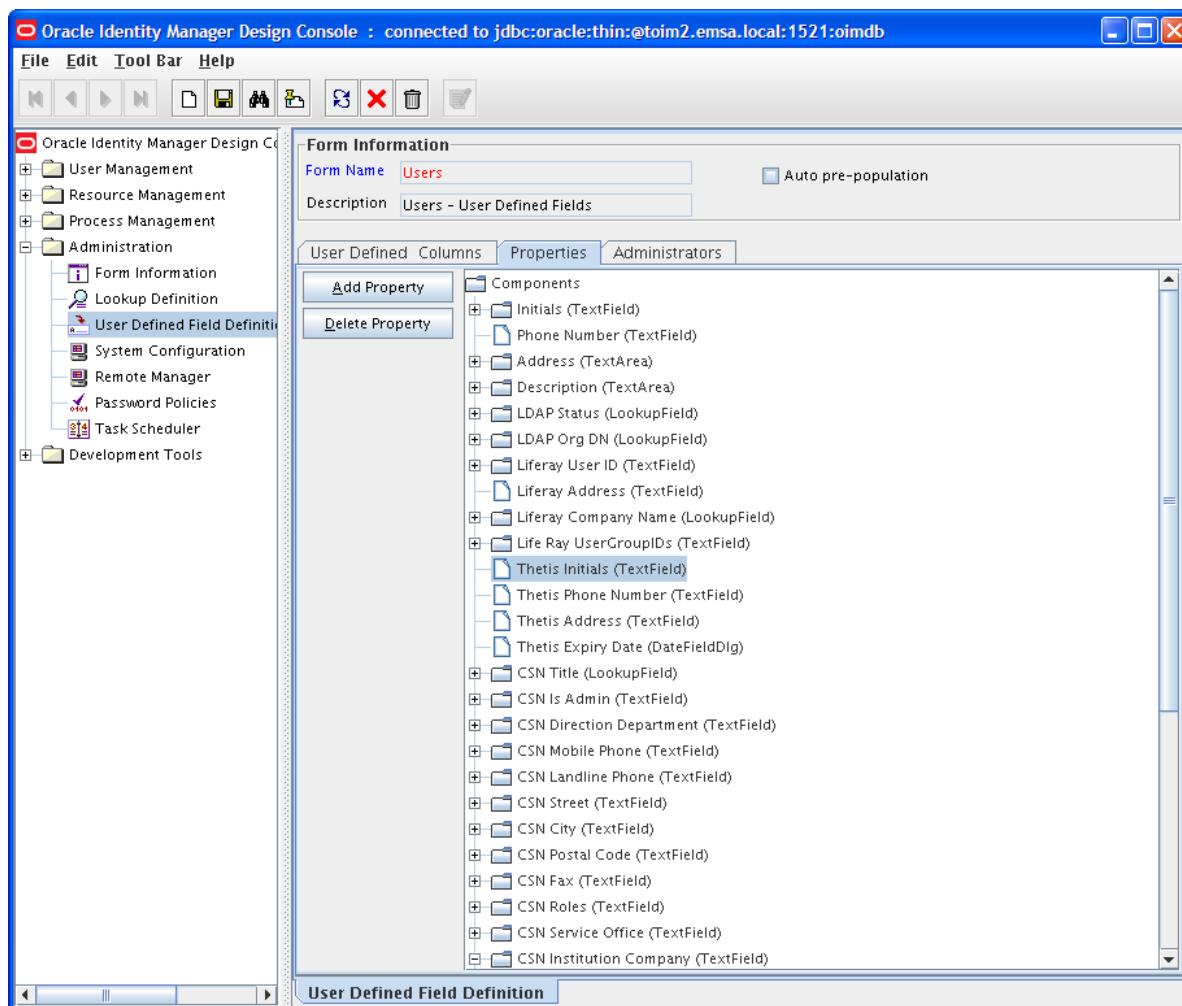 Oracle Identity Manager Design Console : connected to jdbc:oracle:thin:@toim2.emsa.local:1521:oimdb
File Edit Tool Bar Help
Oracle Identity Manager Design Co
User Management
Resource Management
Process Management
Administration
Form Information
Lookup Definition
User Defined Field Definiti
System Configuration
Remote Manager
Password Policies
Task Scheduler
Development Tools
Form Information
Form Name Users
Auto pre-population
Description Users - User Defined Fields
User Defined Columns Properties Administrators
Add Property
Delete Property
Components
Initials (TextField)
Phone Number (TextField)
Address (TextArea)
Description (TextArea)
LDAP Status (LookupField)
LDAP Org DN (LookupField)
Liferay User ID (TextField)
Liferay Address (TextField)
Liferay Company Name (LookupField)
Life Ray UserGroupIDs (TextField)
Thetis Initials (TextField)
Thetis Phone Number (TextField)
Thetis Address (TextField)
Thetis Expiry Date (DateFieldDlg)
CSN Title (LookupField)
CSN Is Admin (TextField)
CSN Direction Department (TextField)
CSN Mobile Phone (TextField)
CSN Landline Phone (TextField)
CSN Street (TextField)
CSN City (TextField)
CSN Postal Code (TextField)
CSN Fax (TextField)
CSN Roles (TextField)
CSN Service Office (TextField)
CSN Institution Company (TextField)
User Defined Field Definition